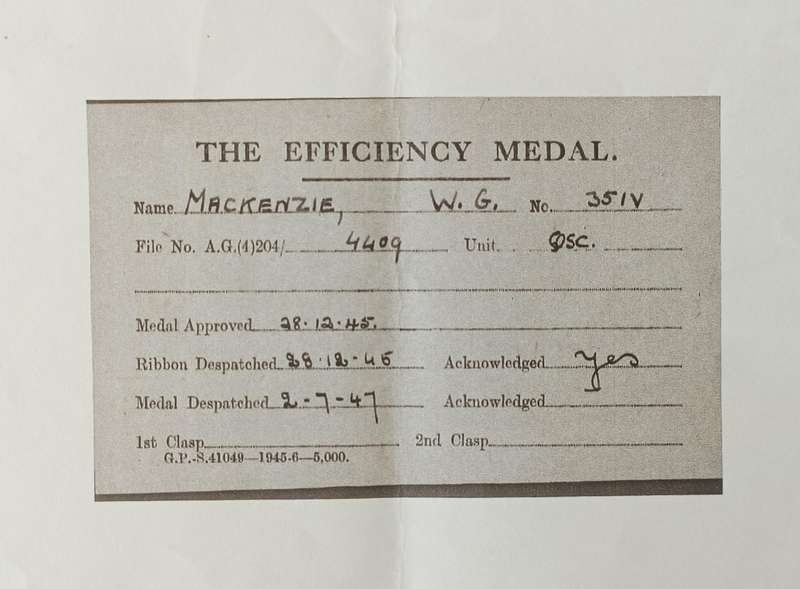 THE EFFICIENCY MEDAL.
Name MACKENZIE, W. G. No. 351V
File No. A.G.(4)204/ 4409 Unit QSC.
Medal Approved 28.12.45.
Ribbon Despatched 28.12-45 Acknowledged Yes
Medal Despatched 2-7-47 Acknowledged
1st Clasp 2nd Clasp
G.P.-S.41049—1945-6—5,000.